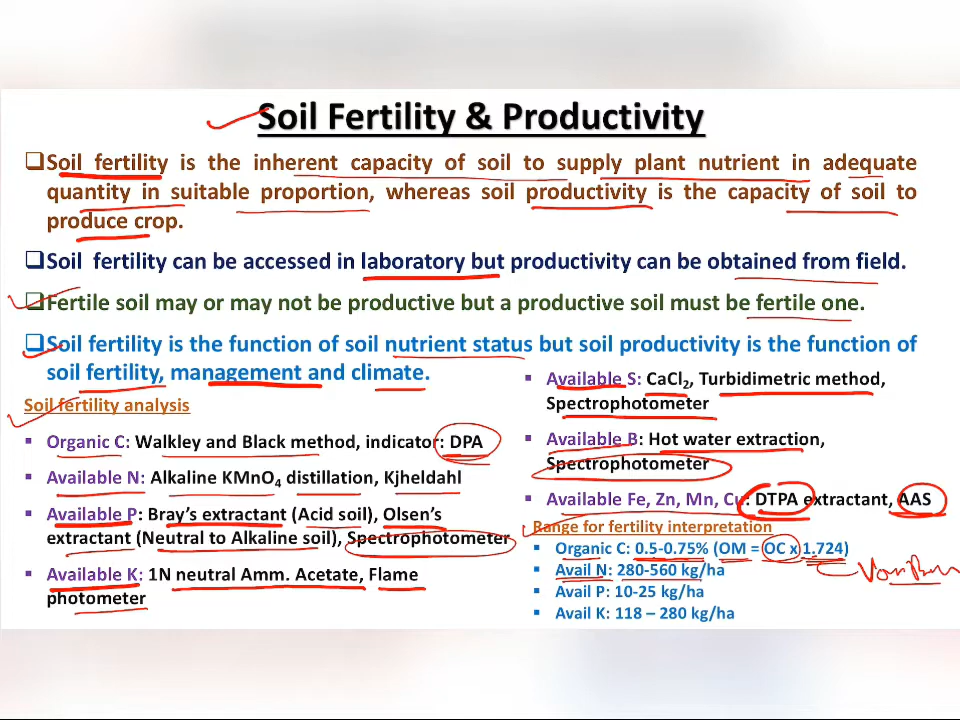 Soil Fertility & Productivity
❑Soil fertility is the inherent capacity of soil to supply plant nutrient in adequate
quantity in suitable proportion, whereas soil productivity is the capacity of soil to
produce crop.
❑Soil fertility can be accessed in laboratory but productivity can be obtained from field.
❑Fertile soil may or may not be productive but a productive soil must be fertile one.
❑Soil fertility is the function of soil nutrient status but soil productivity is the function of
soil fertility, management and climate.
Soil fertility analysis
▪ Organic C: Walkley and Black method, indicator: DPA
▪ Available N: Alkaline KMnO₄ distillation, Kjheldahl
▪ Available P: Bray's extractant (Acid soil), Olsen's
extractant (Neutral to Alkaline soil), Spectrophotometer
▪ Available K: 1N neutral Amm. Acetate, Flame
photometer
▪ Available S: CaCl₂, Turbidimetric method,
Spectrophotometer
▪ Available B: Hot water extraction,
Spectrophotometer
▪ Available Fe, Zn, Mn, Cu: DTPA extractant, AAS
Range for fertility interpretation
▪ Organic C: 0.5-0.75% (OM = OC x 1.724)
▪ Avail N: 280-560 kg/ha
▪ Avail P: 10-25 kg/ha
▪ Avail K: 118 – 280 kg/ha